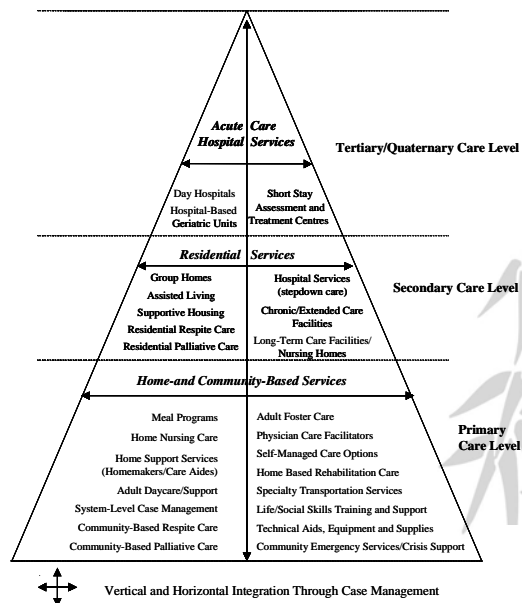 Acute Care
Hospital Services
Tertiary/Quaternary Care Level
Day Hospitals
Hospital-Based
Geriatric Units
Short Stay
Assessment and
Treatment Centres
Residential Services
Secondary Care Level
Group Homes
Assisted Living
Supportive Housing
Residential Respite Care
Residential Palliative Care
Hospital Services
(stepdown care)
Chronic/Extended Care
Facilities
Long-Term Care Facilities/
Nursing Homes
Home-and Community-Based Services
Primary
Care Level
Meal Programs
Home Nursing Care
Home Support Services
(Homemakers/Care Aides)
Adult Daycare/Support
System-Level Case Management
Community-Based Respite Care
Community-Based Palliative Care
Adult Foster Care
Physician Care Facilitators
Self-Managed Care Options
Home Based Rehabilitation Care
Specialty Transportation Services
Life/Social Skills Training and Support
Technical Aids, Equipment and Supplies
Community Emergency Services/Crisis Support
Vertical and Horizontal Integration Through Case Management